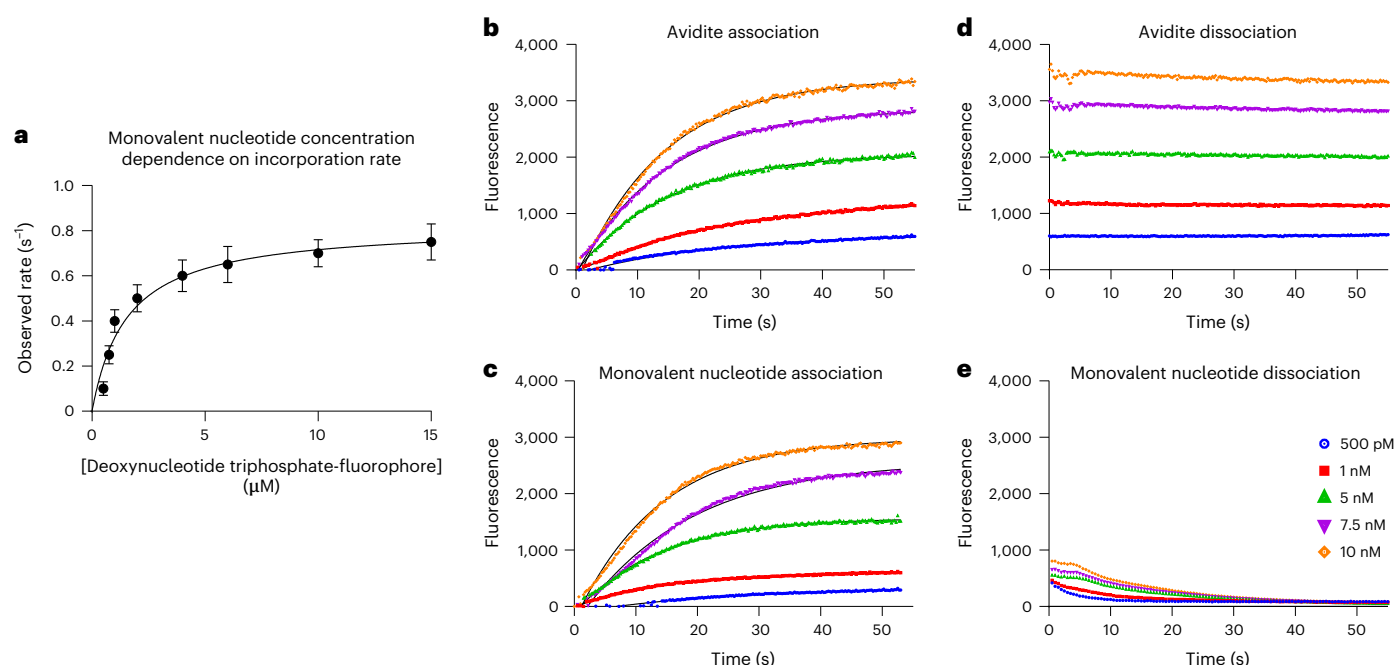 a
Monovalent nucleotide concentration
dependence on incorporation rate
Observed rate (s⁻¹)
1.0
0.8
0.6
0.4
0.2
0
0 5 10 15
[Deoxynucleotide triphosphate-fluorophore]
(µM)
b
Avidite association
Fluorescence
4,000
3,000
2,000
1,000
0
0 10 20 30 40 50
Time (s)
c
Monovalent nucleotide association
Fluorescence
4,000
3,000
2,000
1,000
0
0 10 20 30 40 50
Time (s)
d
Avidite dissociation
Fluorescence
4,000
3,000
2,000
1,000
0
0 10 20 30 40 50
Time (s)
e
Monovalent nucleotide dissociation
Fluorescence
4,000
3,000
2,000
1,000
0
0 10 20 30 40 50
Time (s)
500 pM
1 nM
5 nM
7.5 nM
10 nM